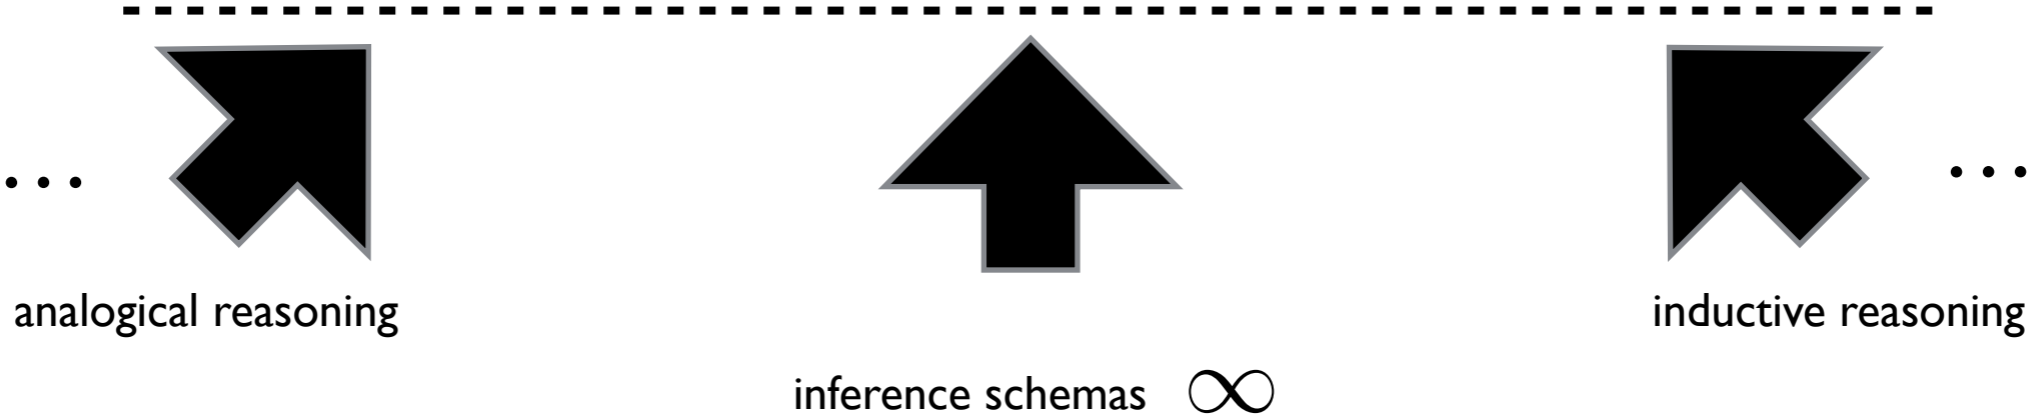 ... ...
analogical reasoning inductive reasoning
inference schemas ∞